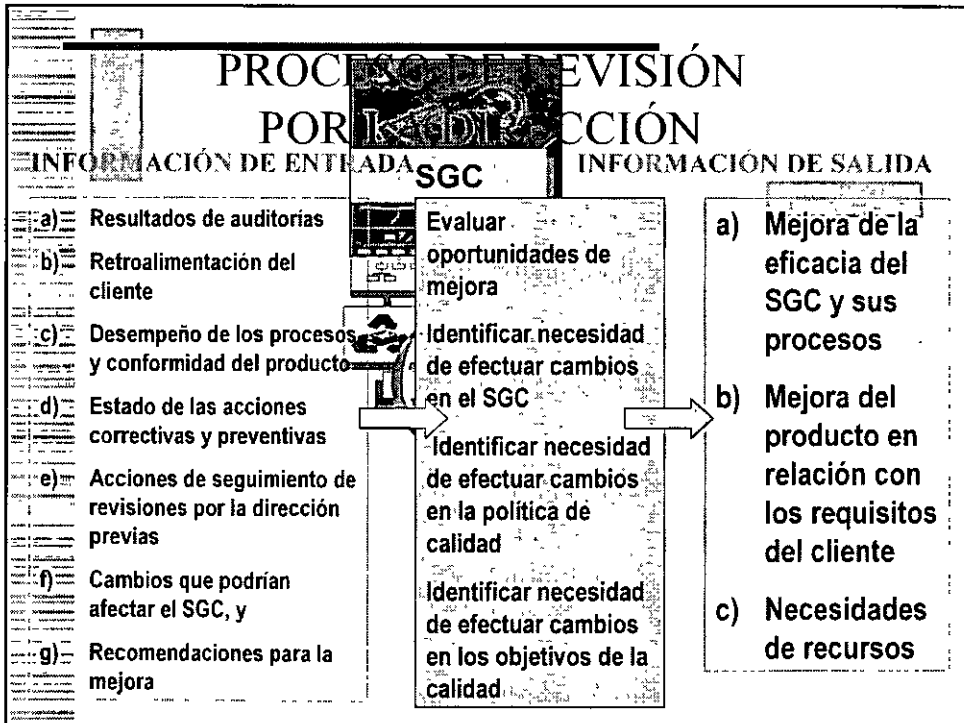 PROCESO DE REVISIÓN
POR LA DIRECCIÓN
INFORMACIÓN DE ENTRADA
a) Resultados de auditorías
b) Retroalimentación del
cliente
c) Desempeño de los procesos
y conformidad del producto
d) Estado de las acciones
correctivas y preventivas
e) Acciones de seguimiento de
revisiones por la dirección
previas
f) Cambios que podrían
afectar el SGC, y
g) Recomendaciones para la
mejora
SGC
Evaluar
oportunidades de
mejora
Identificar necesidad
de efectuar cambios
en el SGC
Identificar necesidad
de efectuar cambios
en la política de
calidad
Identificar necesidad
de efectuar cambios
en los objetivos de la
calidad
INFORMACIÓN DE SALIDA
a) Mejora de la
eficacia del
SGC y sus
procesos
b) Mejora del
producto en
relación con
los requisitos
del cliente
c) Necesidades
de recursos